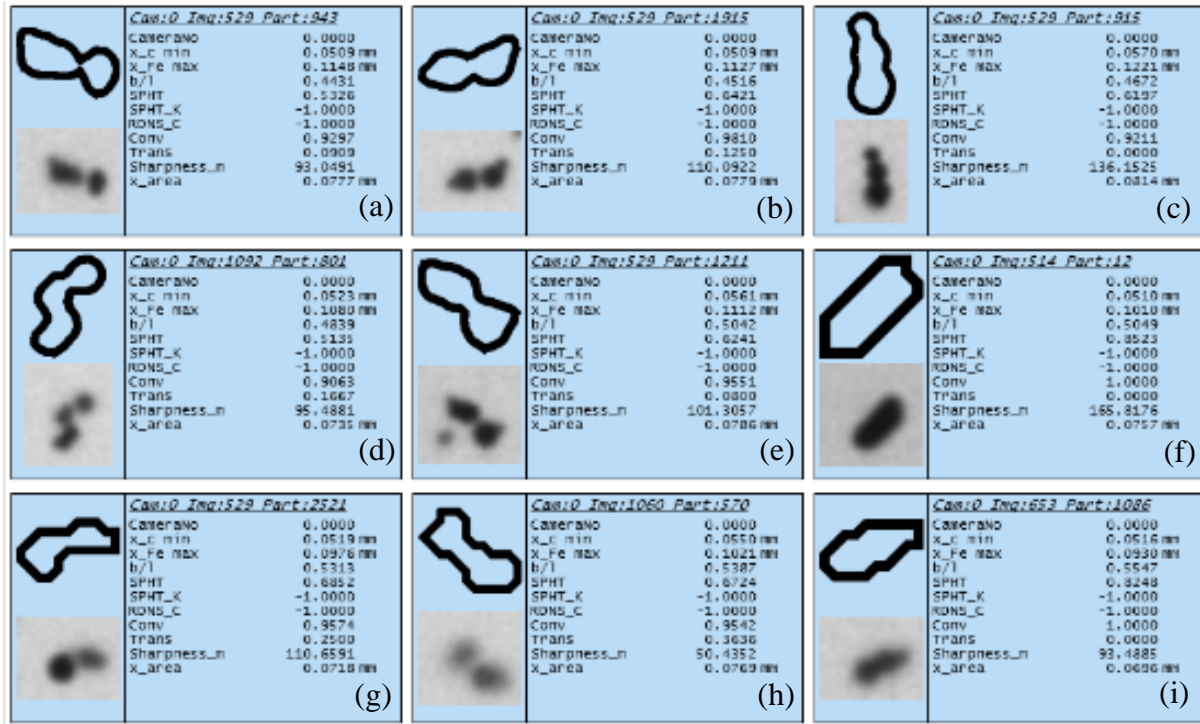 Cam:0 Img:529 Part:943
CameraNo 0.0000
x_c min 0.0509 mm
x_Fe max 0.1148 mm
b/l 0.4431
SPHT 0.5326
SPHT_K -1.0000
RDNS_C -1.0000
Conv 0.9297
Trans 0.0909
Sharpness_m 93.0491
x_area 0.0777 mm
(a)
Cam:0 Img:529 Part:1915
CameraNo 0.0000
x_c min 0.0509 mm
x_Fe max 0.1127 mm
b/l 0.4516
SPHT 0.6421
SPHT_K -1.0000
RDNS_C -1.0000
Conv 0.9810
Trans 0.1250
Sharpness_m 110.0922
x_area 0.0779 mm
(b)
Cam:0 Img:529 Part:915
CameraNo 0.0000
x_c min 0.0570 mm
x_Fe max 0.1221 mm
b/l 0.4672
SPHT 0.6197
SPHT_K -1.0000
RDNS_C -1.0000
Conv 0.9211
Trans 0.0000
Sharpness_m 136.1525
x_area 0.0814 mm
(c)
Cam:0 Img:1092 Part:801
CameraNo 0.0000
x_c min 0.0523 mm
x_Fe max 0.1080 mm
b/l 0.4839
SPHT 0.5135
SPHT_K -1.0000
RDNS_C -1.0000
Conv 0.9063
Trans 0.1667
Sharpness_m 95.4881
x_area 0.0735 mm
(d)
Cam:0 Img:529 Part:1211
CameraNo 0.0000
x_c min 0.0561 mm
x_Fe max 0.1112 mm
b/l 0.5042
SPHT 0.6241
SPHT_K -1.0000
RDNS_C -1.0000
Conv 0.9551
Trans 0.0800
Sharpness_m 101.3057
x_area 0.0786 mm
(e)
Cam:0 Img:514 Part:12
CameraNo 0.0000
x_c min 0.0510 mm
x_Fe max 0.1010 mm
b/l 0.5049
SPHT 0.8523
SPHT_K -1.0000
RDNS_C -1.0000
Conv 1.0000
Trans 0.0000
Sharpness_m 165.8176
x_area 0.0757 mm
(f)
Cam:0 Img:529 Part:2521
CameraNo 0.0000
x_c min 0.0519 mm
x_Fe max 0.0976 mm
b/l 0.5313
SPHT 0.6852
SPHT_K -1.0000
RDNS_C -1.0000
Conv 0.9574
Trans 0.2500
Sharpness_m 110.6591
x_area 0.0718 mm
(g)
Cam:0 Img:1060 Part:570
CameraNo 0.0000
x_c min 0.0550 mm
x_Fe max 0.1021 mm
b/l 0.5387
SPHT 0.6724
SPHT_K -1.0000
RDNS_C -1.0000
Conv 0.9542
Trans 0.3636
Sharpness_m 50.4352
x_area 0.0769 mm
(h)
Cam:0 Img:653 Part:1086
CameraNo 0.0000
x_c min 0.0516 mm
x_Fe max 0.0930 mm
b/l 0.5547
SPHT 0.8248
SPHT_K -1.0000
RDNS_C -1.0000
Conv 1.0000
Trans 0.0000
Sharpness_m 93.4885
x_area 0.0696 mm
(i)